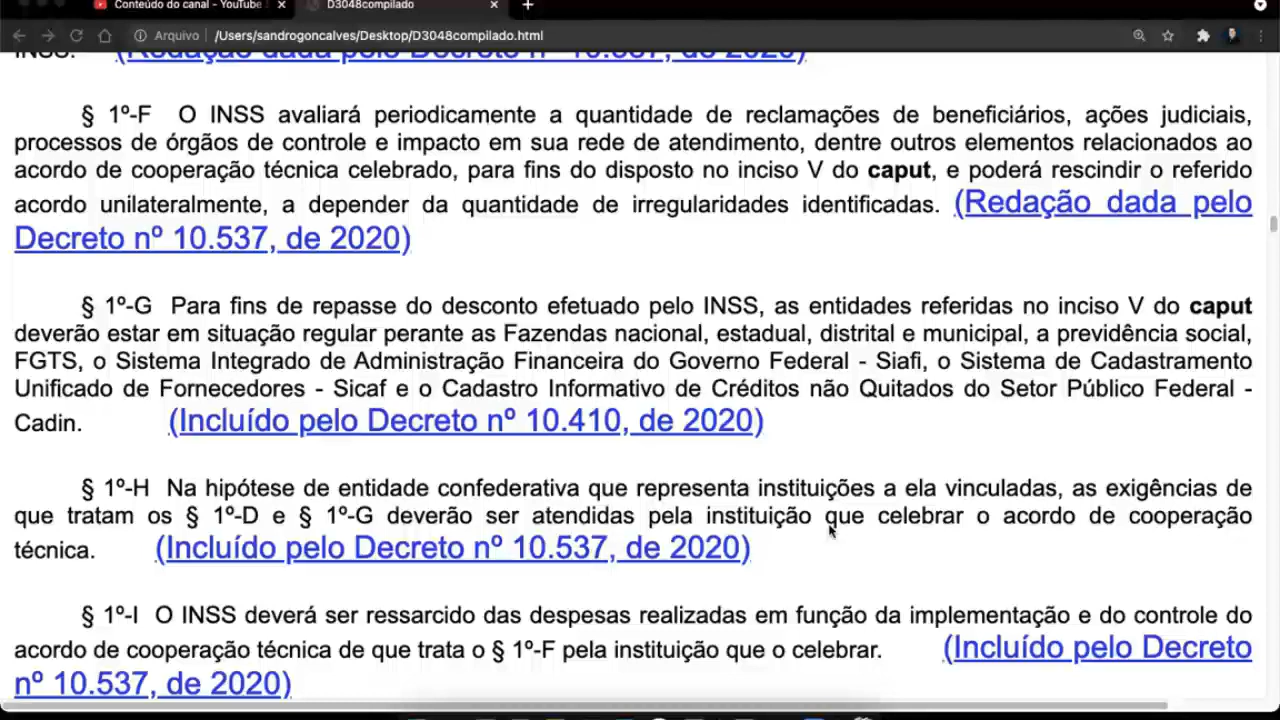 Conteúdo do canal - YouTube
D3048compilado
Arquivo | /Users/sandrogoncalves/Desktop/D3048compilado.html
INSS. (Redação dada pelo Decreto nº 10.537, de 2020)
§ 1º-F O INSS avaliará periodicamente a quantidade de reclamações de beneficiários, ações judiciais,
processos de órgãos de controle e impacto em sua rede de atendimento, dentre outros elementos relacionados ao
acordo de cooperação técnica celebrado, para fins do disposto no inciso V do caput, e poderá rescindir o referido
acordo unilateralmente, a depender da quantidade de irregularidades identificadas. (Redação dada pelo
Decreto nº 10.537, de 2020)
§ 1º-G Para fins de repasse do desconto efetuado pelo INSS, as entidades referidas no inciso V do caput
deverão estar em situação regular perante as Fazendas nacional, estadual, distrital e municipal, a previdência social,
FGTS, o Sistema Integrado de Administração Financeira do Governo Federal - Siafi, o Sistema de Cadastramento
Unificado de Fornecedores - Sicaf e o Cadastro Informativo de Créditos não Quitados do Setor Público Federal -
Cadin. (Incluído pelo Decreto nº 10.410, de 2020)
§ 1º-H Na hipótese de entidade confederativa que representa instituições a ela vinculadas, as exigências de
que tratam os § 1º-D e § 1º-G deverão ser atendidas pela instituição que celebrar o acordo de cooperação
técnica. (Incluído pelo Decreto nº 10.537, de 2020)
§ 1º-I O INSS deverá ser ressarcido das despesas realizadas em função da implementação e do controle do
acordo de cooperação técnica de que trata o § 1º-F pela instituição que o celebrar. (Incluído pelo Decreto
nº 10.537, de 2020)